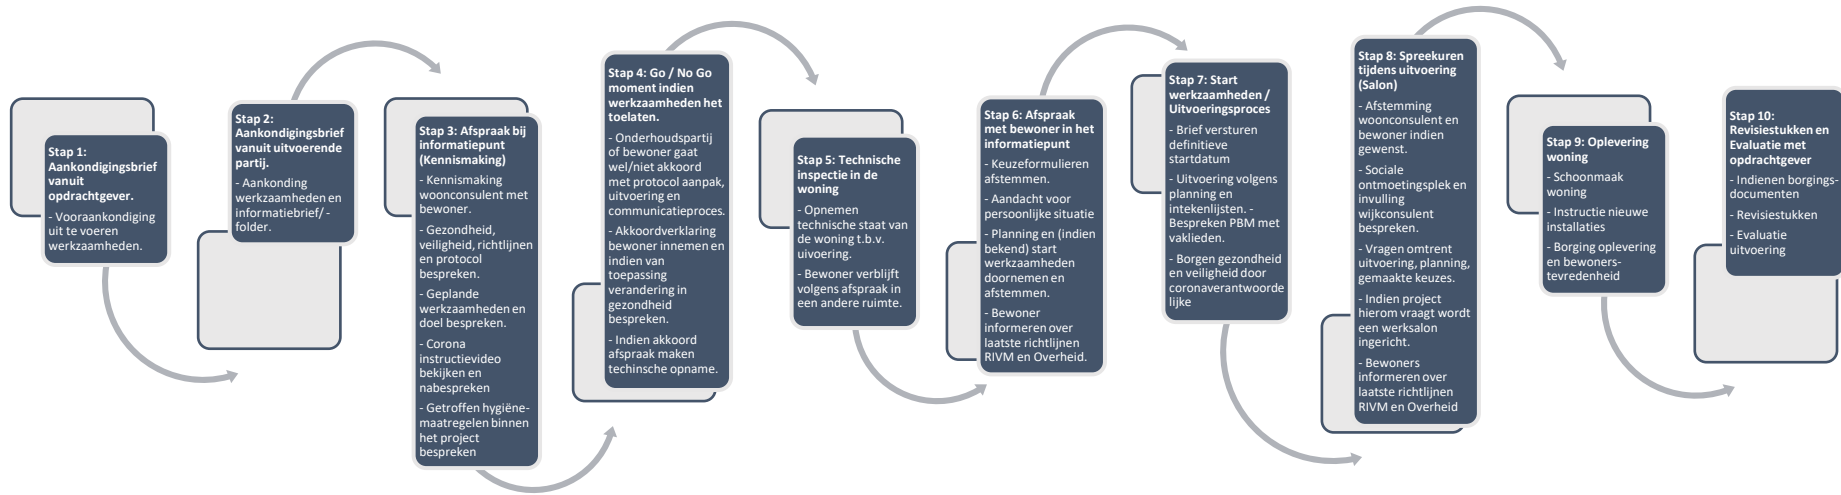 Stap 1:
Aankondigingsbrief
vanuit
opdrachtgever.
- Vooraankondiging
uit te voeren
werkzaamheden.
Stap 2:
Aankondigingsbrief
vanuit uitvoerende
partij.
- Aankonding
werkzaamheden en
informatiebrief/ -
folder.
Stap 3: Afspraak bij
informatiepunt
(Kennismaking)
- Kennismaking
woonconsulent met
bewoner.
- Gezondheid,
veiligheid, richtlijnen
en protocol
bespreken.
- Geplande
werkzaamheden en
doel bespreken.
- Corona
instructievideo
bekijken en
nabespreken
- Getroffen hygiëne-
maatregelen binnen
het project
bespreken
Stap 4: Go / No Go
moment indien
werkzaamheden het
toelaten.
- Onderhoudspartij
of bewoner gaat
wel/niet akkoord
met protocol aanpak,
uitvoering en
communicatieproces.
- Akkoordverklaring
bewoner innemen en
indien van
toepassing
verandering in
gezondheid
bespreken.
- Indien akkoord
afspraak maken
techinsche opname.
Stap 5: Technische
inspectie in de
woning
- Opnemen
technische staat van
de woning t.b.v.
uivoering.
- Bewoner verblijft
volgens afspraak in
een andere ruimte.
Stap 6: Afspraak
met bewoner in het
informatiepunt
- Keuzeformulieren
afstemmen.
- Aandacht voor
persoonlijke situatie
- Planning en (indien
bekend) start
werkzaamheden
doornemen en
afstemmen.
- Bewoner
informeren over
laatste richtlijnen
RIVM en Overheid.
Stap 7: Start
werkzaamheden /
Uitvoeringsproces
- Brief versturen
definitieve
startdatum
- Uitvoering volgens
planning en
intekenlijsten. -
Bespreken PBM met
vaklieden.
- Borgen gezondheid
en veiligheid door
coronaverantwoorde
lijke
Stap 8: Spreekuren
tijdens uitvoering
(Salon)
- Afstemming
woonconsulent en
bewoner indien
gewenst.
- Sociale
ontmoetingsplek en
invulling
wijkconsulent
bespreken.
- Vragen omtrent
uitvoering, planning,
gemaakte keuzes.
- Indien project
hierom vraagt wordt
een werksalon
ingericht.
- Bewoners
informeren over
laatste richtlijnen
RIVM en Overheid
Stap 9: Oplevering
woning
- Schoonmaak
woning
- Instructie nieuwe
installaties
- Borging oplevering
en bewoners-
tevredenheid
Stap 10:
Revisiestukken en
Evaluatie met
opdrachtgever
- Indienen borgings-
documenten
- Revisiestukken
- Evaluatie
uitvoering